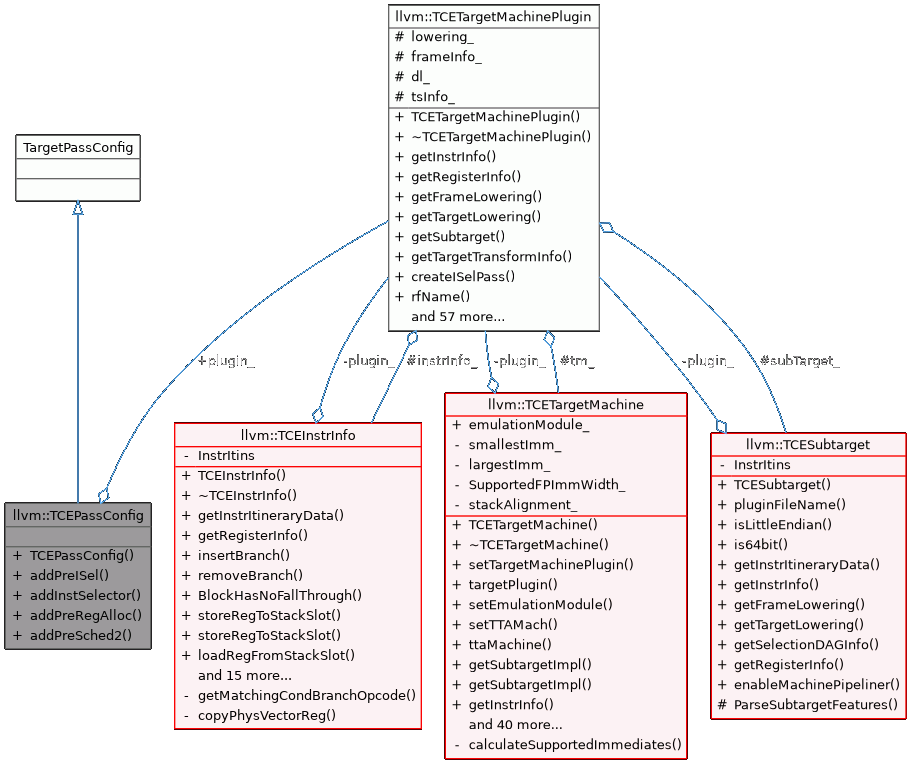 llvm::TCETargetMachinePlugin
# lowering_
# frameInfo_
# dl_
# tsInfo_
+ TCETargetMachinePlugin()
+ ~TCETargetMachinePlugin()
+ getInstrInfo()
+ getRegisterInfo()
+ getFrameLowering()
+ getTargetLowering()
+ getSubtarget()
+ getTargetTransformInfo()
+ createISelPass()
+ rfName()
and 57 more...
TargetPassConfig
+plugin_
-plugin_
#instrInfo_
-plugin_
#tm_
-plugin_
#subTarget_
llvm::TCEPassConfig
+ TCEPassConfig()
+ addPreISel()
+ addInstSelector()
+ addPreRegAlloc()
+ addPreSched2()
llvm::TCEInstrInfo
- InstrItins
+ TCEInstrInfo()
+ ~TCEInstrInfo()
+ getInstrItineraryData()
+ getRegisterInfo()
+ insertBranch()
+ removeBranch()
+ BlockHasNoFallThrough()
+ storeRegToStackSlot()
+ storeRegToStackSlot()
+ loadRegFromStackSlot()
and 15 more...
- getMatchingCondBranchOpcode()
- copyPhysVectorReg()
llvm::TCETargetMachine
+ emulationModule_
- smallestImm_
- largestImm_
- SupportedFPImmWidth_
- stackAlignment_
+ TCETargetMachine()
+ ~TCETargetMachine()
+ setTargetMachinePlugin()
+ targetPlugin()
+ setEmulationModule()
+ setTTAMach()
+ ttaMachine()
+ getSubtargetImpl()
+ getSubtargetImpl()
+ getInstrInfo()
and 40 more...
- calculateSupportedImmediates()
llvm::TCESubtarget
- InstrItins
+ TCESubtarget()
+ pluginFileName()
+ isLittleEndian()
+ is64bit()
+ getInstrItineraryData()
+ getInstrInfo()
+ getFrameLowering()
+ getTargetLowering()
+ getSelectionDAGInfo()
+ getRegisterInfo()
+ enableMachinePipeliner()
# ParseSubtargetFeatures()